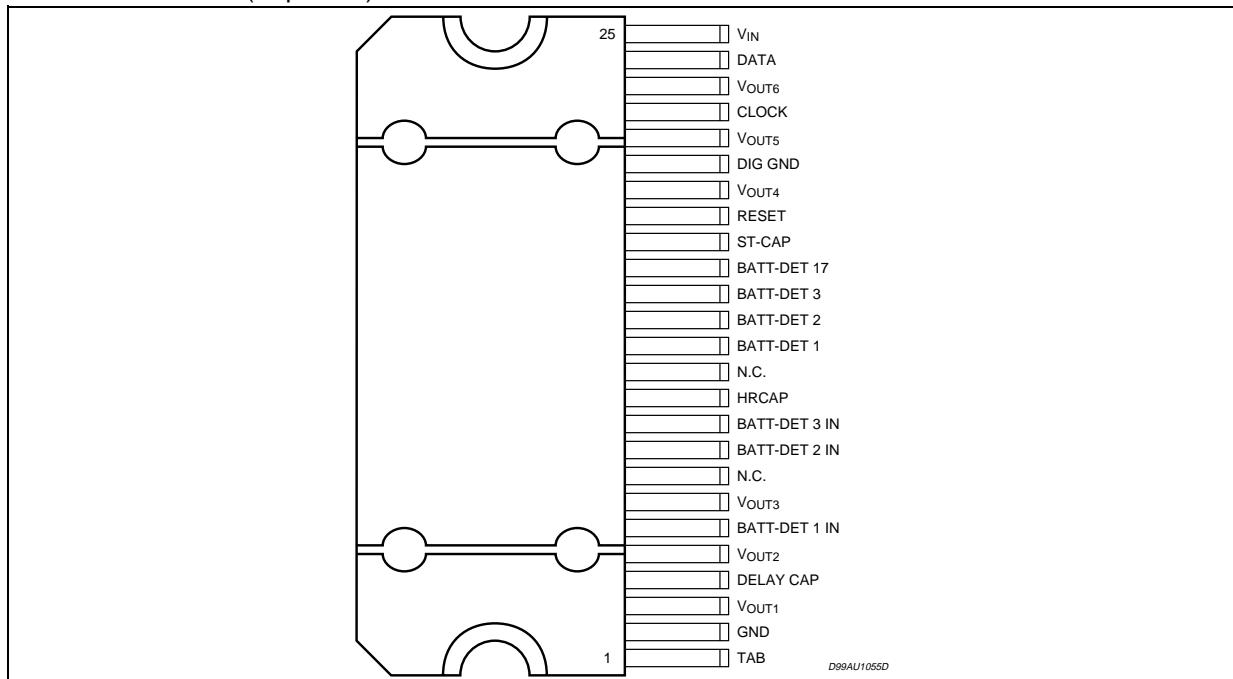 25 VIN
DATA
VOUT6
CLOCK
VOUT5
DIG GND
VOUT4
RESET
ST-CAP
BATT-DET 17
BATT-DET 3
BATT-DET 2
BATT-DET 1
N.C.
HRCAP
BATT-DET 3 IN
BATT-DET 2 IN
N.C.
VOUT3
BATT-DET 1 IN
VOUT2
DELAY CAP
VOUT1
GND
1 TAB
D99AU1055D